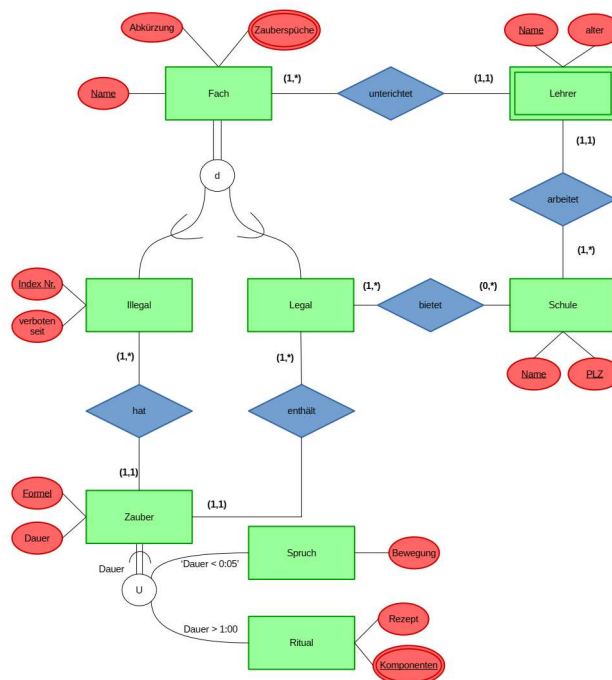 Abkürzung
Zauberspüche
Name
alter
Name
Fach
(1,*)
unterichtet
(1,1)
Lehrer
d
(1,1)
arbeitet
(1,*)
Index Nr.
verboten
seit
Illegal
Legal
(1,*)
bietet
(0,*)
Schule
(1,*)
(1,*)
Name
PLZ
hat
enthält
(1,1)
(1,1)
Formel
Dauer
Zauber
Dauer
'Dauer < 0:05'
Spruch
Bewegung
U
Dauer > 1:00
Ritual
Rezept
Komponenten